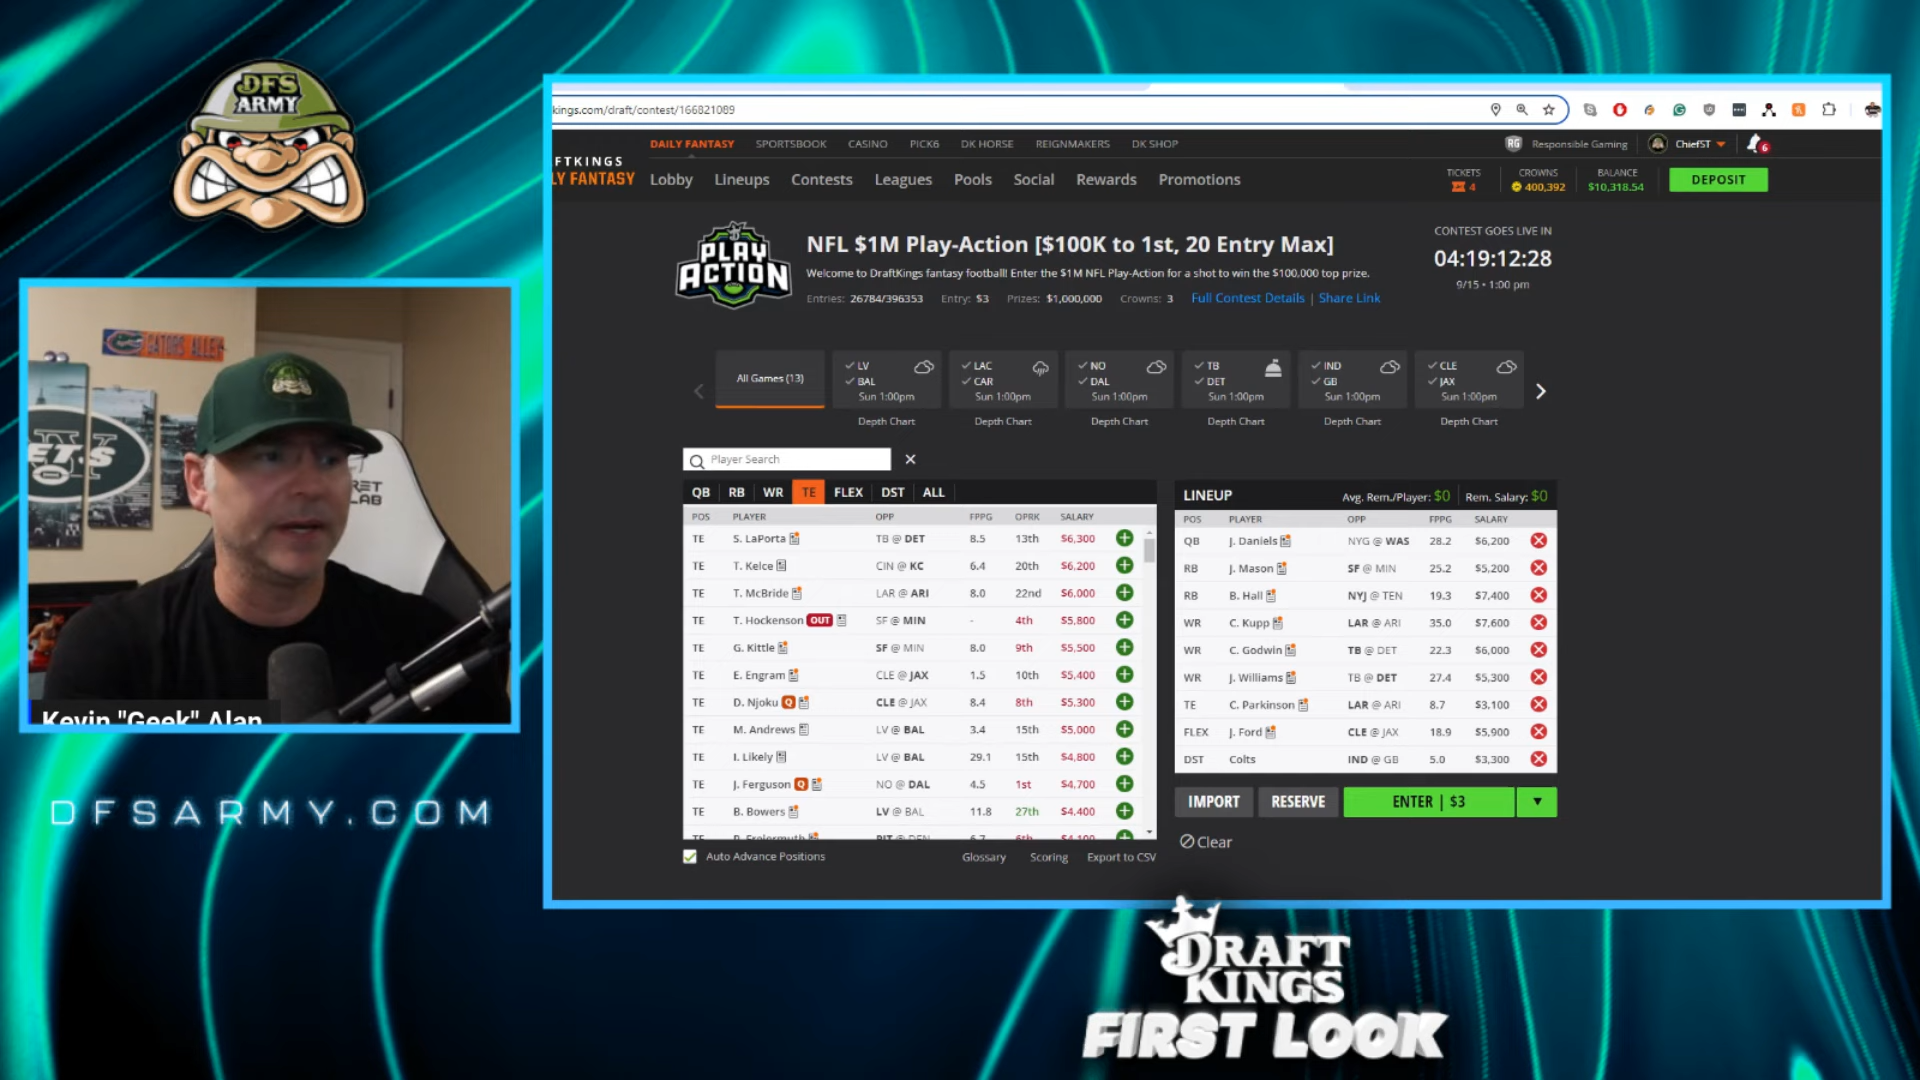 DFS
ARMY
GATORS ALLEY
JETS
Kevin "Geek" Alan
DFSARMY.COM
kings.com/draft/contest/166821089
DAILY FANTASY SPORTSBOOK CASINO PICK6 DK HORSE REIGNMAKERS DK SHOP
RG Responsible Gaming ChiefST 6
FTKINGS
LY FANTASY Lobby Lineups Contests Leagues Pools Social Rewards Promotions
TICKETS 4 CROWNS 400,392 BALANCE $10,318.54 DEPOSIT
PLAY
ACTION
NFL $1M Play-Action [$100K to 1st, 20 Entry Max]
Welcome to DraftKings fantasy football! Enter the $1M NFL Play-Action for a shot to win the $100,000 top prize.
Entries: 26784/396353 Entry: $3 Prizes: $1,000,000 Crowns: 3 Full Contest Details | Share Link
CONTEST GOES LIVE IN
04:19:12:28
9/15 • 1:00 pm
All Games (13)
LV
BAL
Sun 1:00pm
Depth Chart
LAC
CAR
Sun 1:00pm
Depth Chart
NO
DAL
Sun 1:00pm
Depth Chart
TB
DET
Sun 1:00pm
Depth Chart
IND
GB
Sun 1:00pm
Depth Chart
CLE
JAX
Sun 1:00pm
Depth Chart
Player Search
QB RB WR TE FLEX DST ALL
POS PLAYER OPP FPPG OPRK SALARY
TE S. LaPorta TB @ DET 8.5 13th $6,300
TE T. Kelce CIN @ KC 6.4 20th $6,200
TE T. McBride LAR @ ARI 8.0 22nd $6,000
TE T. Hockenson OUT SF @ MIN - 4th $5,800
TE G. Kittle SF @ MIN 8.0 9th $5,500
TE E. Engram CLE @ JAX 1.5 10th $5,400
TE D. Njoku Q CLE @ JAX 8.4 8th $5,300
TE M. Andrews LV @ BAL 3.4 15th $5,000
TE I. Likely LV @ BAL 29.1 15th $4,800
TE J. Ferguson Q NO @ DAL 4.5 1st $4,700
TE B. Bowers LV @ BAL 11.8 27th $4,400
TE P. Freiermuth PIT @ DEN 6.7 6th $4,100
Auto Advance Positions Glossary Scoring Export to CSV
LINEUP Avg. Rem./Player: $0 Rem. Salary: $0
POS PLAYER OPP FPPG SALARY
QB J. Daniels NYG @ WAS 28.2 $6,200
RB J. Mason SF @ MIN 25.2 $5,200
RB B. Hall NYJ @ TEN 19.3 $7,400
WR C. Kupp LAR @ ARI 35.0 $7,600
WR C. Godwin TB @ DET 22.3 $6,000
WR J. Williams TB @ DET 27.4 $5,300
TE C. Parkinson LAR @ ARI 8.7 $3,100
FLEX J. Ford CLE @ JAX 18.9 $5,900
DST Colts IND @ GB 5.0 $3,300
IMPORT RESERVE ENTER | $3
Clear
DRAFT
KINGS
FIRST LOOK